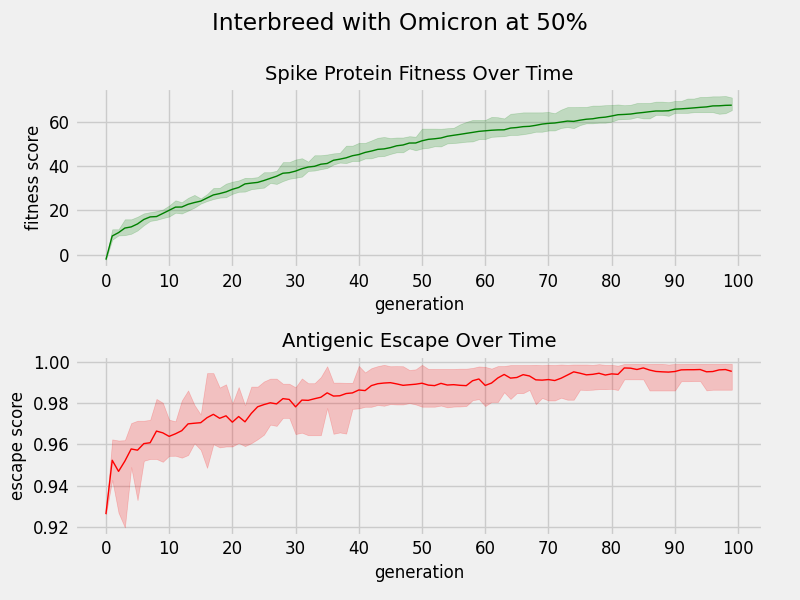 Interbreed with Omicron at 50%
Spike Protein Fitness Over Time
fitness score
60
40
20
0
0 10 20 30 40 50 60 70 80 90 100
generation
Antigenic Escape Over Time
escape score
1.00
0.98
0.96
0.94
0.92
0 10 20 30 40 50 60 70 80 90 100
generation